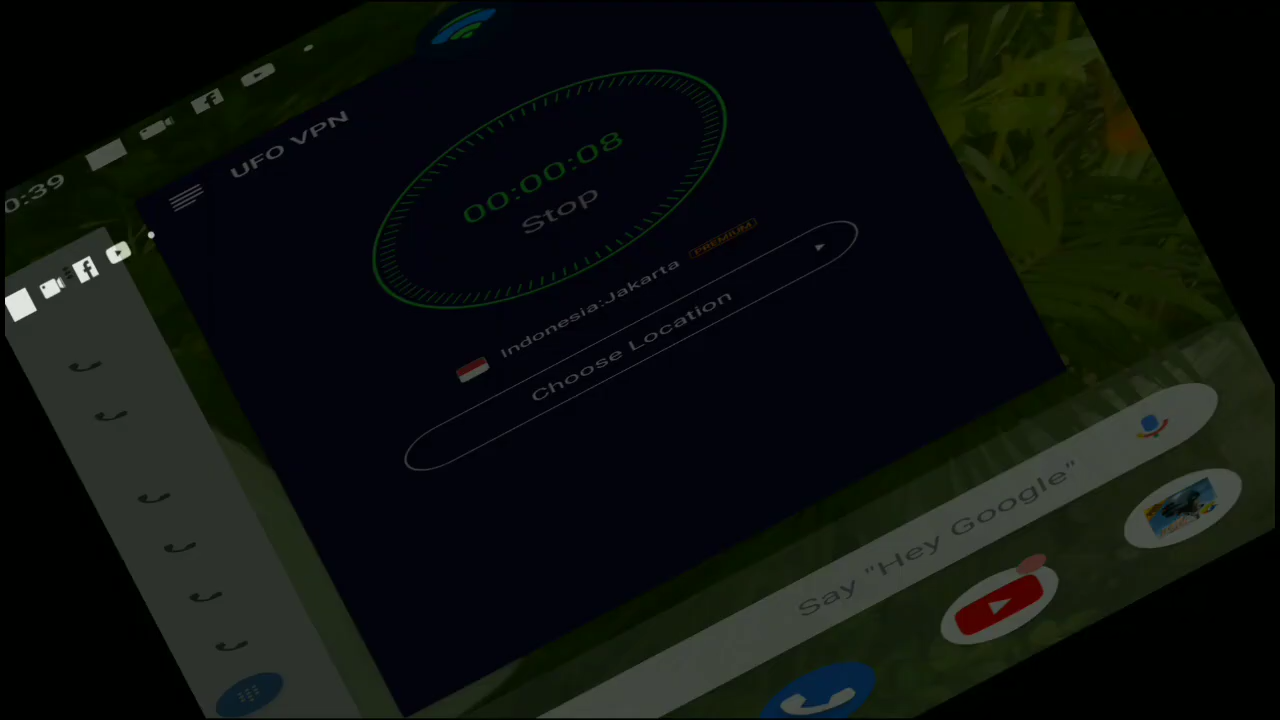 0:39
UFO VPN
00:00:08
Stop
Indonesia:Jakarta PREMIUM
Choose Location
Say "Hey Google"